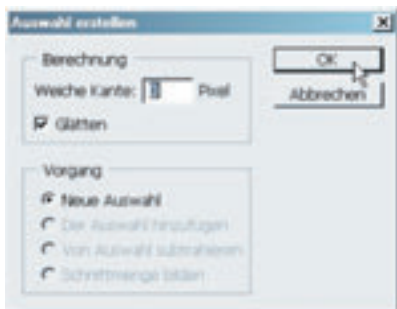 Auswahl erstellen
Berechnung
Weiche Kante: Pixel
Glätten
OK
Abbrechen
Vorgang
Neue Auswahl
Der Auswahl hinzufügen
Von Auswahl subtrahieren
Schnittmenge bilden